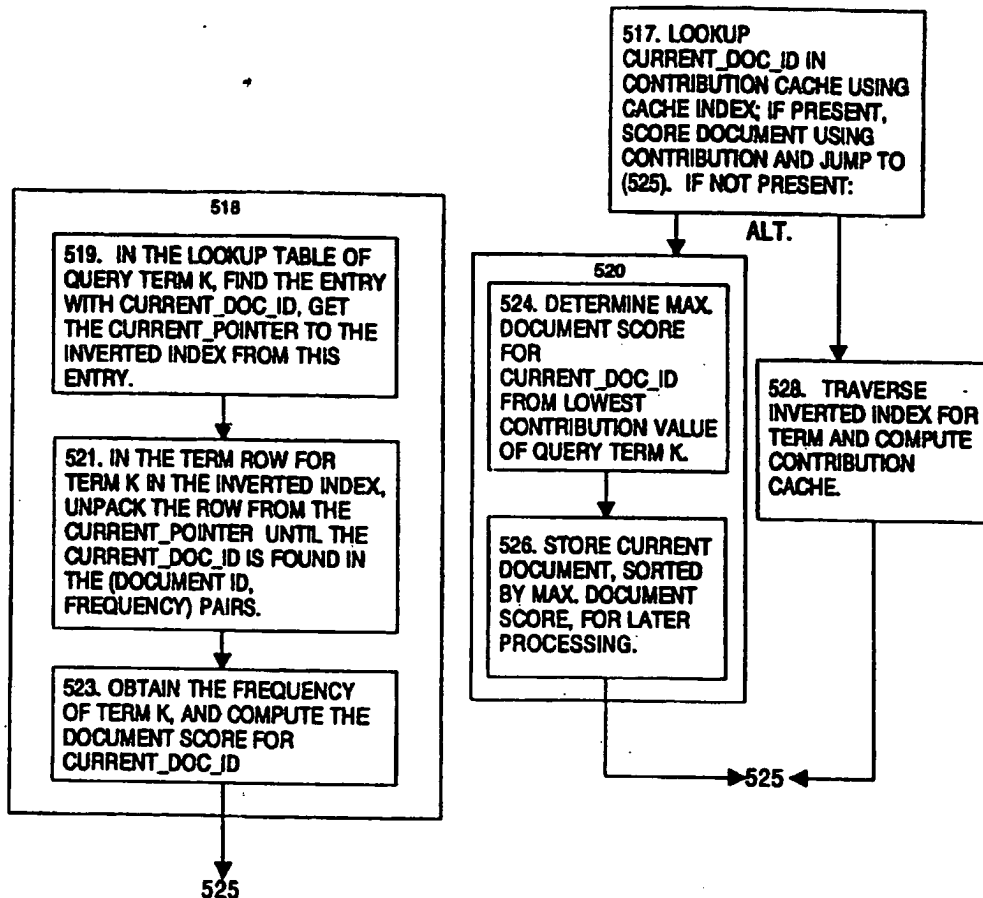 517. LOOKUP
CURRENT_DOC_ID IN
CONTRIBUTION CACHE USING
CACHE INDEX; IF PRESENT,
SCORE DOCUMENT USING
CONTRIBUTION AND JUMP TO
(525). IF NOT PRESENT:
ALT.
518
519. IN THE LOOKUP TABLE OF
QUERY TERM K, FIND THE ENTRY
WITH CURRENT_DOC_ID, GET
THE CURRENT_POINTER TO THE
INVERTED INDEX FROM THIS
ENTRY.
521. IN THE TERM ROW FOR
TERM K IN THE INVERTED INDEX,
UNPACK THE ROW FROM THE
CURRENT_POINTER UNTIL THE
CURRENT_DOC_ID IS FOUND IN
THE (DOCUMENT ID,
FREQUENCY) PAIRS.
523. OBTAIN THE FREQUENCY
OF TERM K, AND COMPUTE THE
DOCUMENT SCORE FOR
CURRENT_DOC_ID
525
520
524. DETERMINE MAX.
DOCUMENT SCORE
FOR
CURRENT_DOC_ID
FROM LOWEST
CONTRIBUTION VALUE
OF QUERY TERM K.
526. STORE CURRENT
DOCUMENT, SORTED
BY MAX. DOCUMENT
SCORE, FOR LATER
PROCESSING.
528. TRAVERSE
INVERTED INDEX FOR
TERM AND COMPUTE
CONTRIBUTION
CACHE.
525